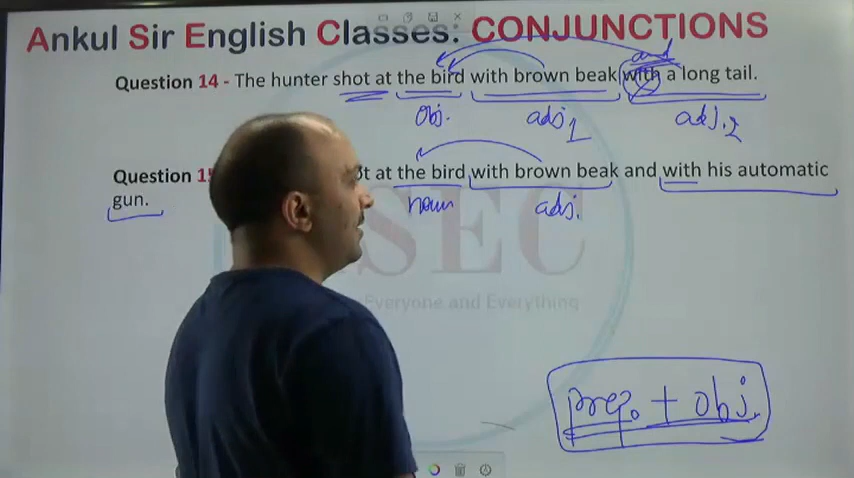 Ankul Sir English Classes: CONJUNCTIONS
and
Question 14 - The hunter shot at the bird with brown beak with a long tail.
obj. adj 1 adj. 2
Question at the bird with brown beak and with his automatic
gun.
noun adj.
SEC
Everyone and Everything
prep. + obj.